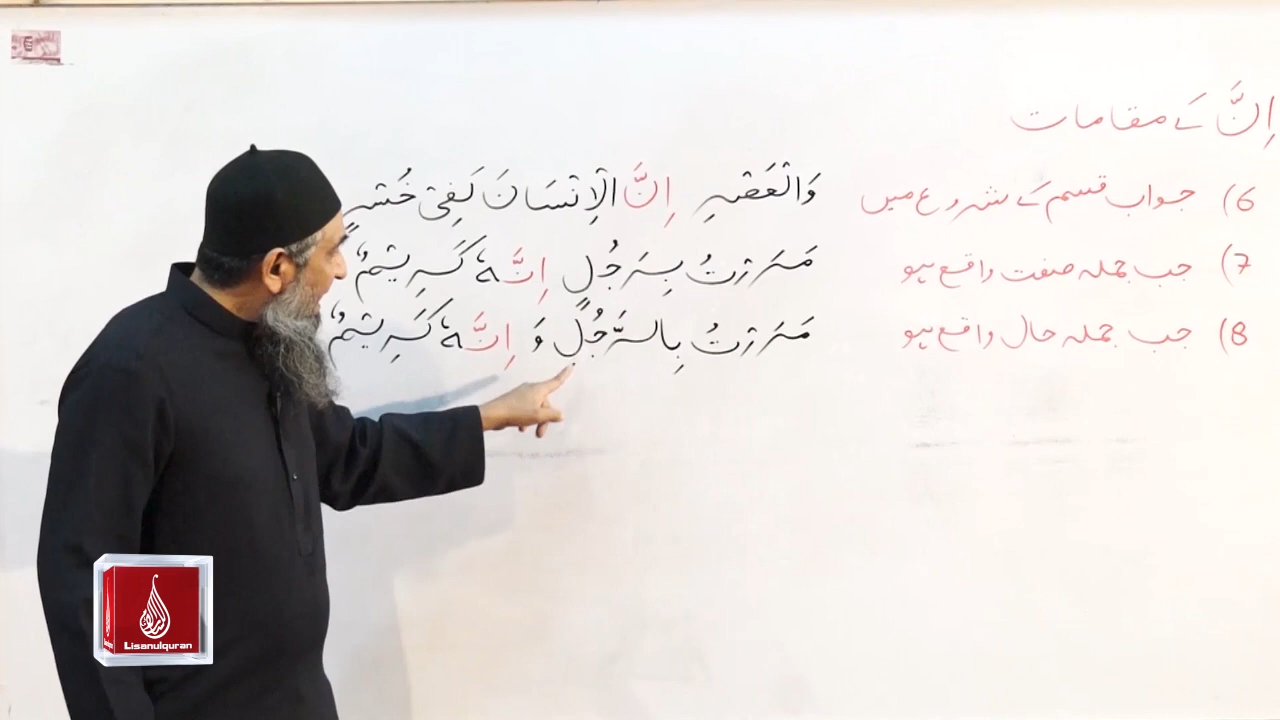 اِنَّ کے مقامات
6) جواب قسم کے شروع میں وَالْعَصْرِ اِنَّ الْاِنْسَانَ لَفِیْ خُسْرٍ
7) جب جملہ صفت واقع ہو مَرَرْتُ بِرَجُلٍ اِنَّهٗ كَرِيْمٌ
8) جب جملہ حال واقع ہو مَرَرْتُ بِالرَّجُلِ وَ اِنَّهٗ كَرِيْمٌ
Lisanulquran